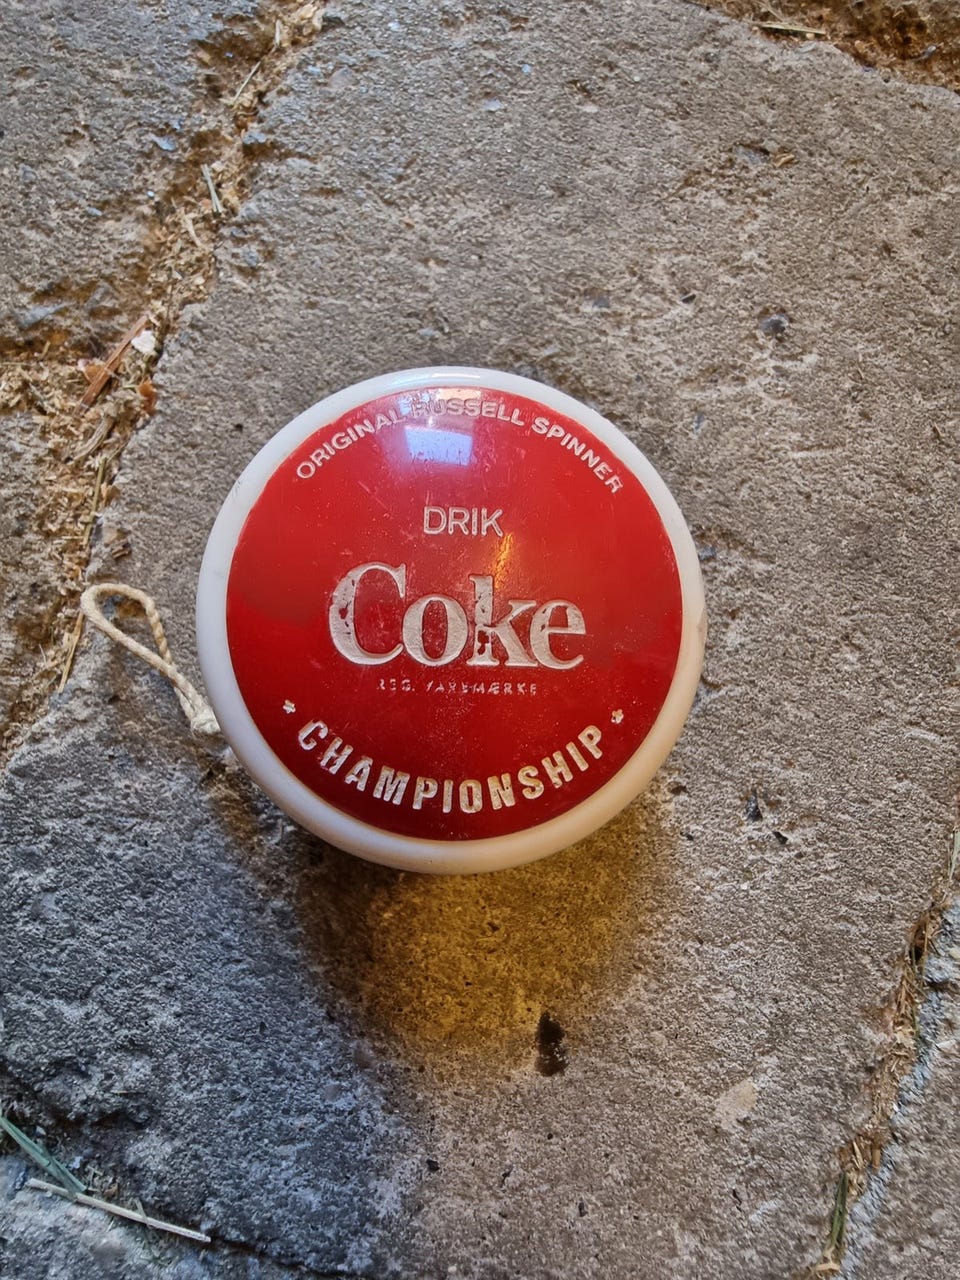 ORIGINAL RUSSELL SPINNER
DRIK
Coke
REG. VAREMÆRKE
* CHAMPIONSHIP *